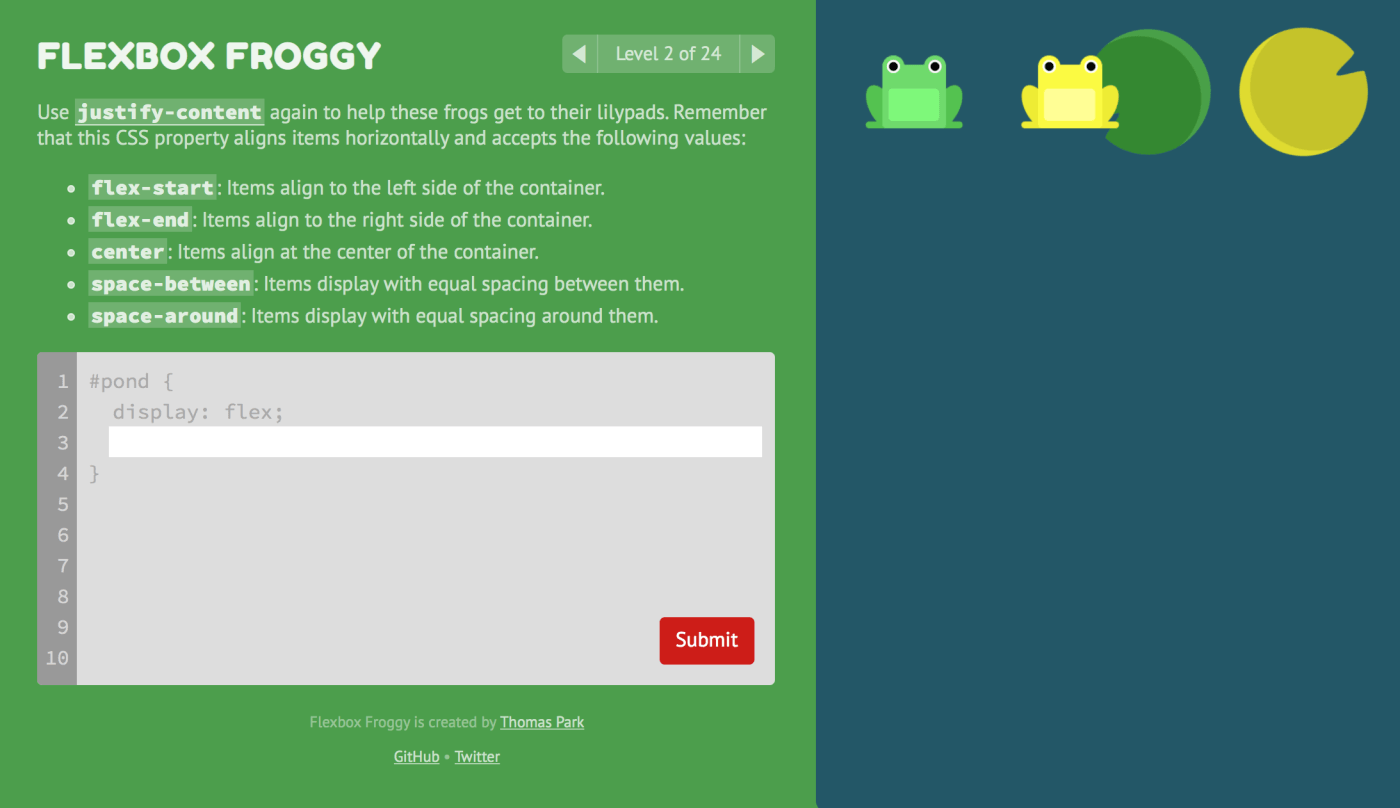 FLEXBOX FROGGY
Level 2 of 24
Use justify-content again to help these frogs get to their lilypads. Remember
that this CSS property aligns items horizontally and accepts the following values:
flex-start: Items align to the left side of the container.
flex-end: Items align to the right side of the container.
center: Items align at the center of the container.
space-between: Items display with equal spacing between them.
space-around: Items display with equal spacing around them.
1 #pond {
2 display: flex;
3
4 }
5
6
7
8
9
10
Submit
Flexbox Froggy is created by Thomas Park
GitHub • Twitter